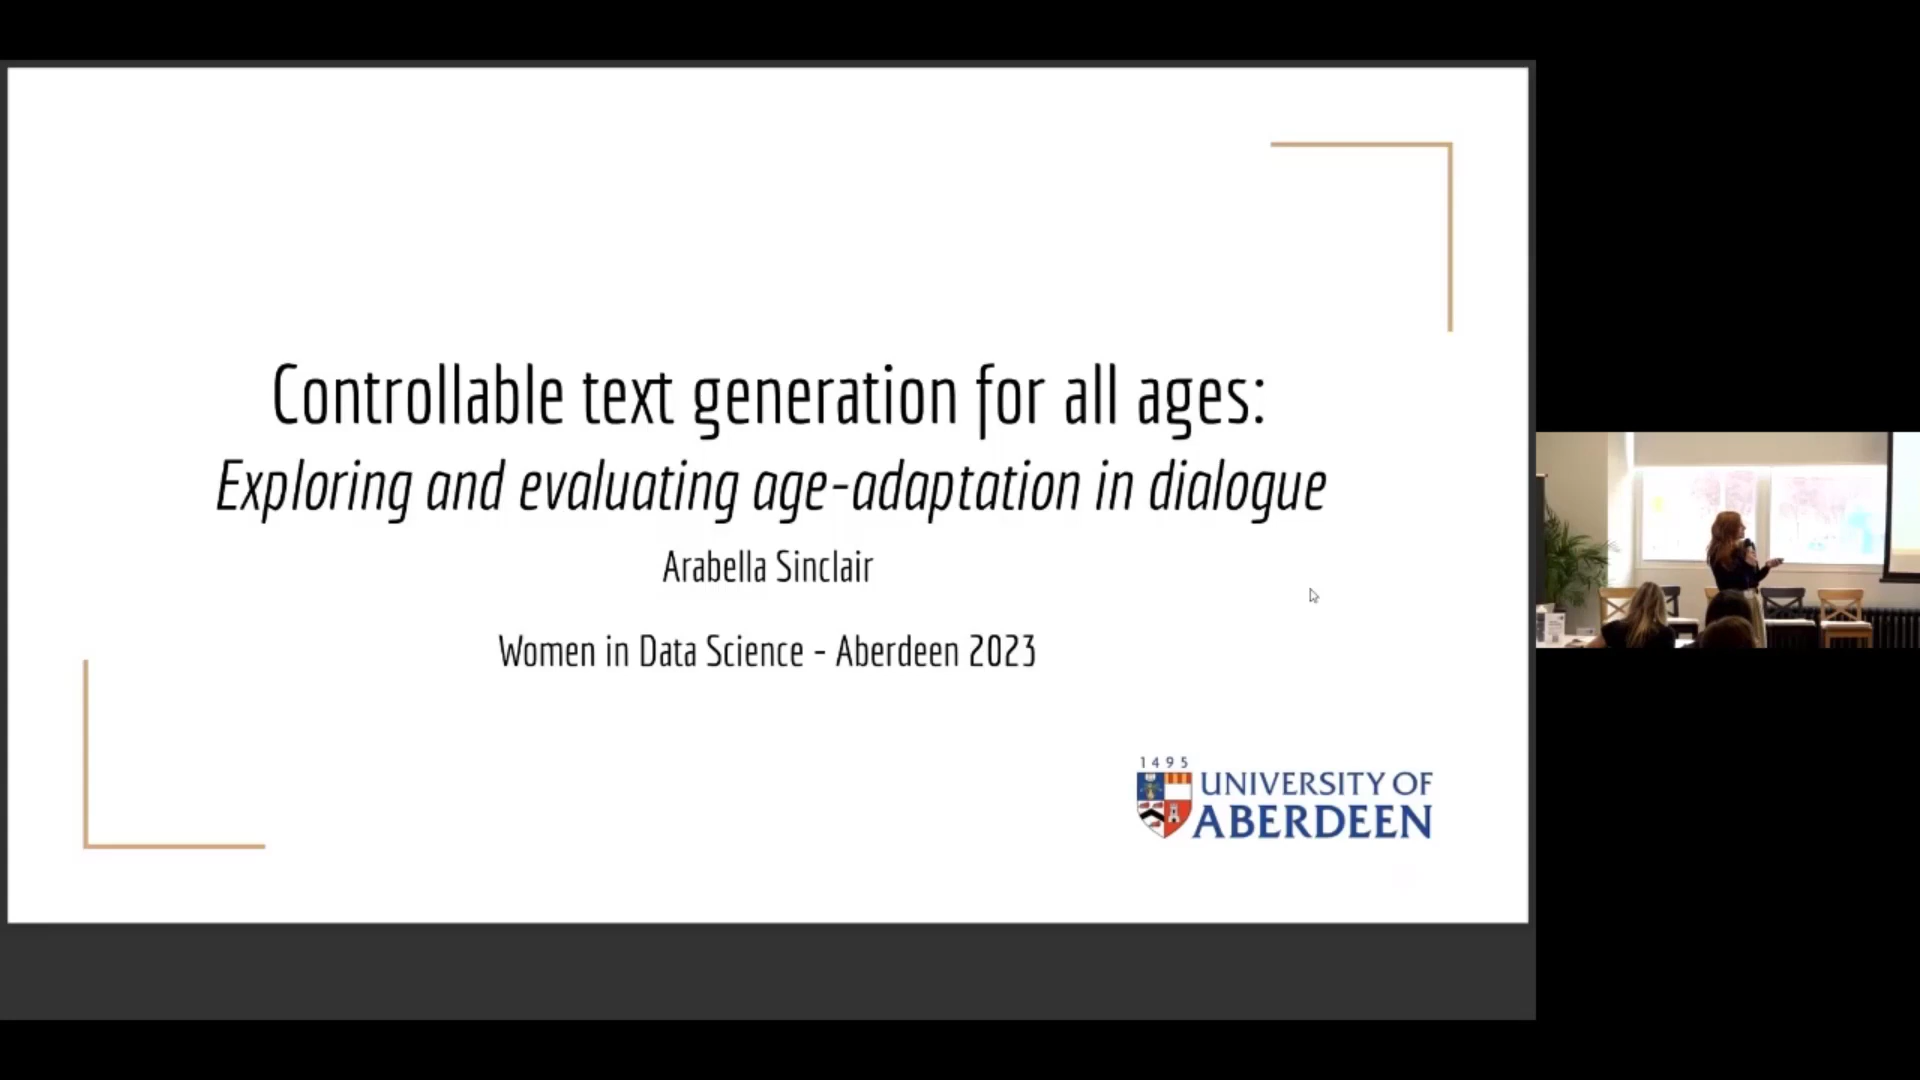 Controllable text generation for all ages:
Exploring and evaluating age-adaptation in dialogue
Arabella Sinclair
Women in Data Science - Aberdeen 2023
1495
UNIVERSITY OF
ABERDEEN